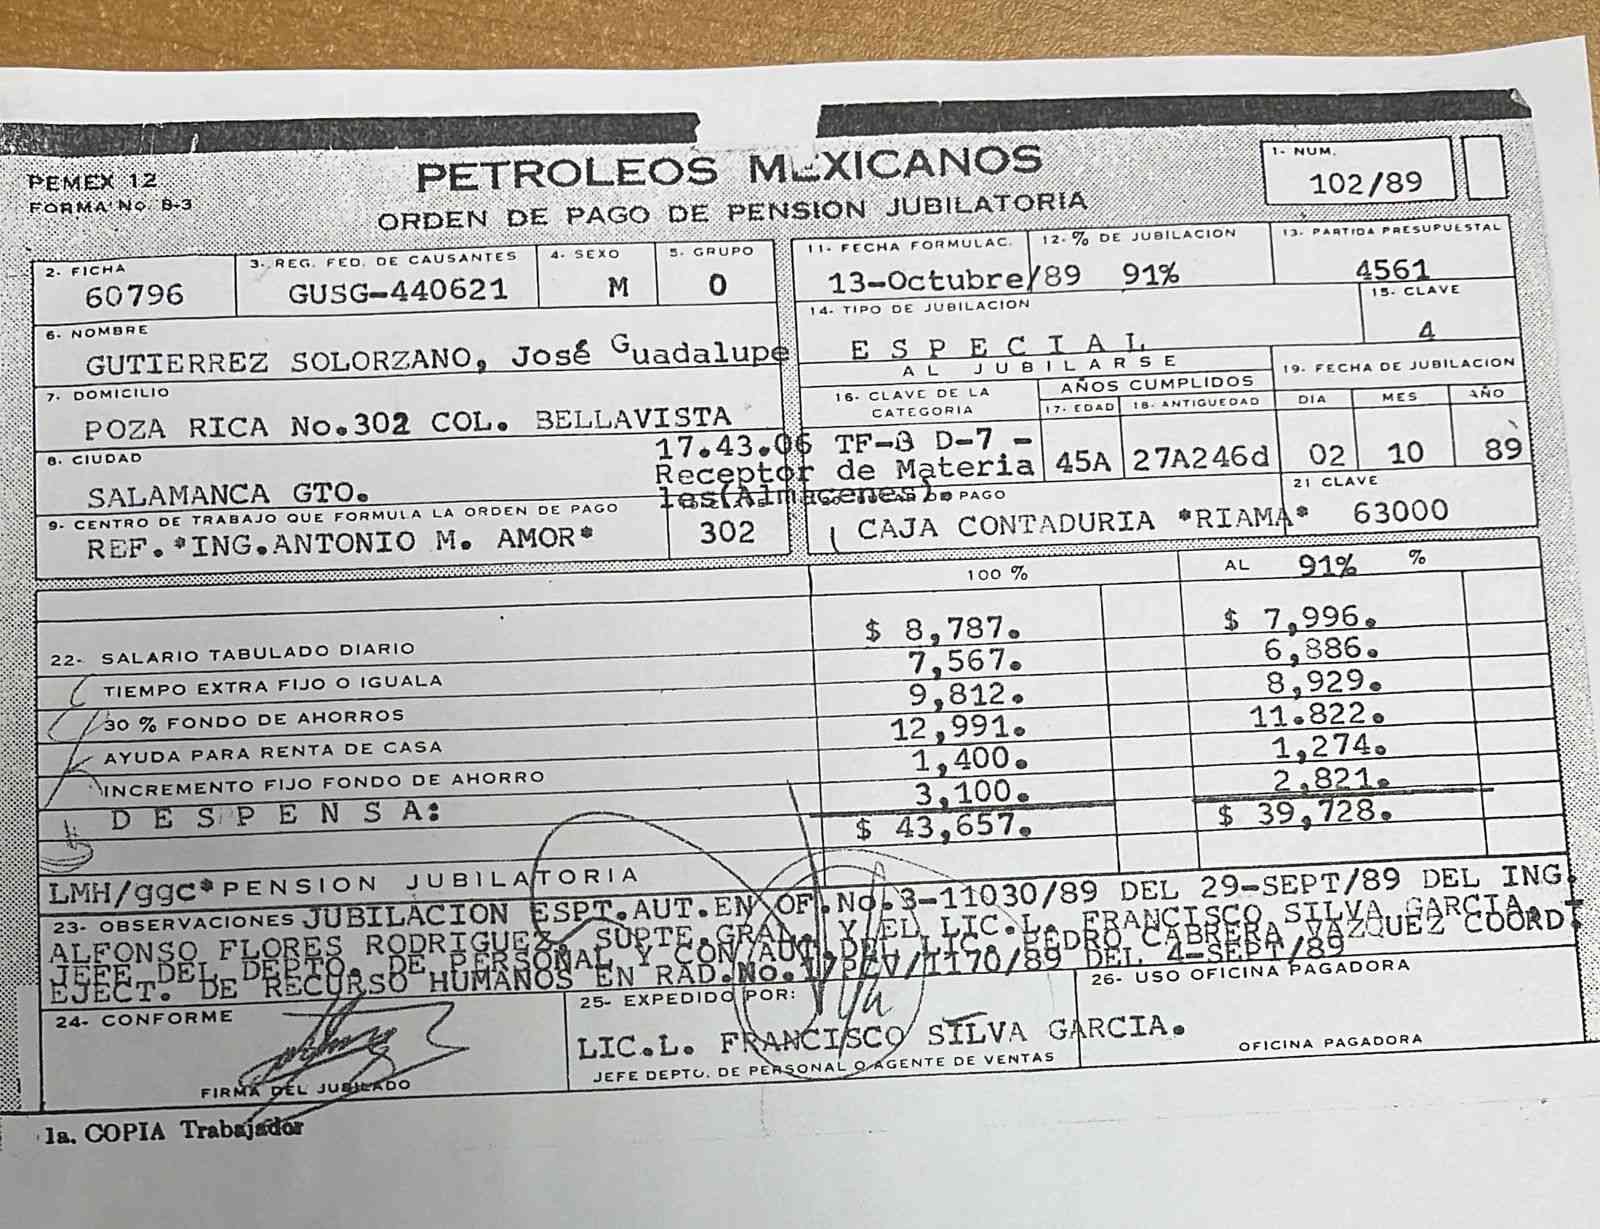 PEMEX 12
FORMA No. B-3
PETROLEOS MEXICANOS
ORDEN DE PAGO DE PENSION JUBILATORIA
1- NUM.
102/89
2- FICHA
60796
3- REG. FED. DE CAUSANTES
GUSG-440621
4- SEXO
M
5- GRUPO
0
11- FECHA FORMULAC.
13-Octubre/89
12- % DE JUBILACION
91%
13- PARTIDA PRESUPUESTAL
4561
6- NOMBRE
GUTIERREZ SOLORZANO, José Guadalupe
14- TIPO DE JUBILACION
E S P E C I A L
15- CLAVE
4
7- DOMICILIO
POZA RICA No.302 COL. BELLAVISTA
AL JUBILARSE
16- CLAVE DE LA CATEGORIA
AÑOS CUMPLIDOS
17- EDAD
18- ANTIGUEDAD
19- FECHA DE JUBILACION
DIA
MES
AÑO
17.43.06 TF-B D-7 -
Receptor de Materia
les(Almacenes).
45A
27A246d
02
10
89
8- CIUDAD
SALAMANCA GTO.
9- CENTRO DE TRABAJO QUE FORMULA LA ORDEN DE PAGO
REF. "ING.ANTONIO M. AMOR"
302
DE PAGO
CAJA CONTADURIA "RIAMA"
21 CLAVE
63000
100 %
AL 91% %
22- SALARIO TABULADO DIARIO $ 8,787. $ 7,996.
TIEMPO EXTRA FIJO O IGUALA 7,567. 6,886.
30 % FONDO DE AHORROS 9,812. 8,929.
AYUDA PARA RENTA DE CASA 12,991. 11.822.
INCREMENTO FIJO FONDO DE AHORRO 1,400. 1,274.
D E S P E N S A: 3,100. 2,821.
$ 43,657. $ 39,728.
LMH/ggc* PENSION JUBILATORIA
23- OBSERVACIONES JUBILACION ESPT.AUT.EN OF.No.3-11030/89 DEL 29-SEPT/89 DEL ING.
ALFONSO FLORES RODRIGUEZ, SUPTE.GRAL. Y EL LIC.L. FRANCISCO SILVA GARCIA,
JEFE DEL DEPTO. DE PERSONAL Y CON AUT. DEL LIC. PEDRO CABRERA VAZQUEZ COORD.
EJECT. DE RECURSO HUMANOS EN RAD.No. /1170/89 DEL 4-SEPT/89
24- CONFORME
FIRMA DEL JUBILADO
25- EXPEDIDO POR:
LIC.L. FRANCISCO SILVA GARCIA.
JEFE DEPTO. DE PERSONAL O AGENTE DE VENTAS
26- USO OFICINA PAGADORA
OFICINA PAGADORA
1a. COPIA Trabajador